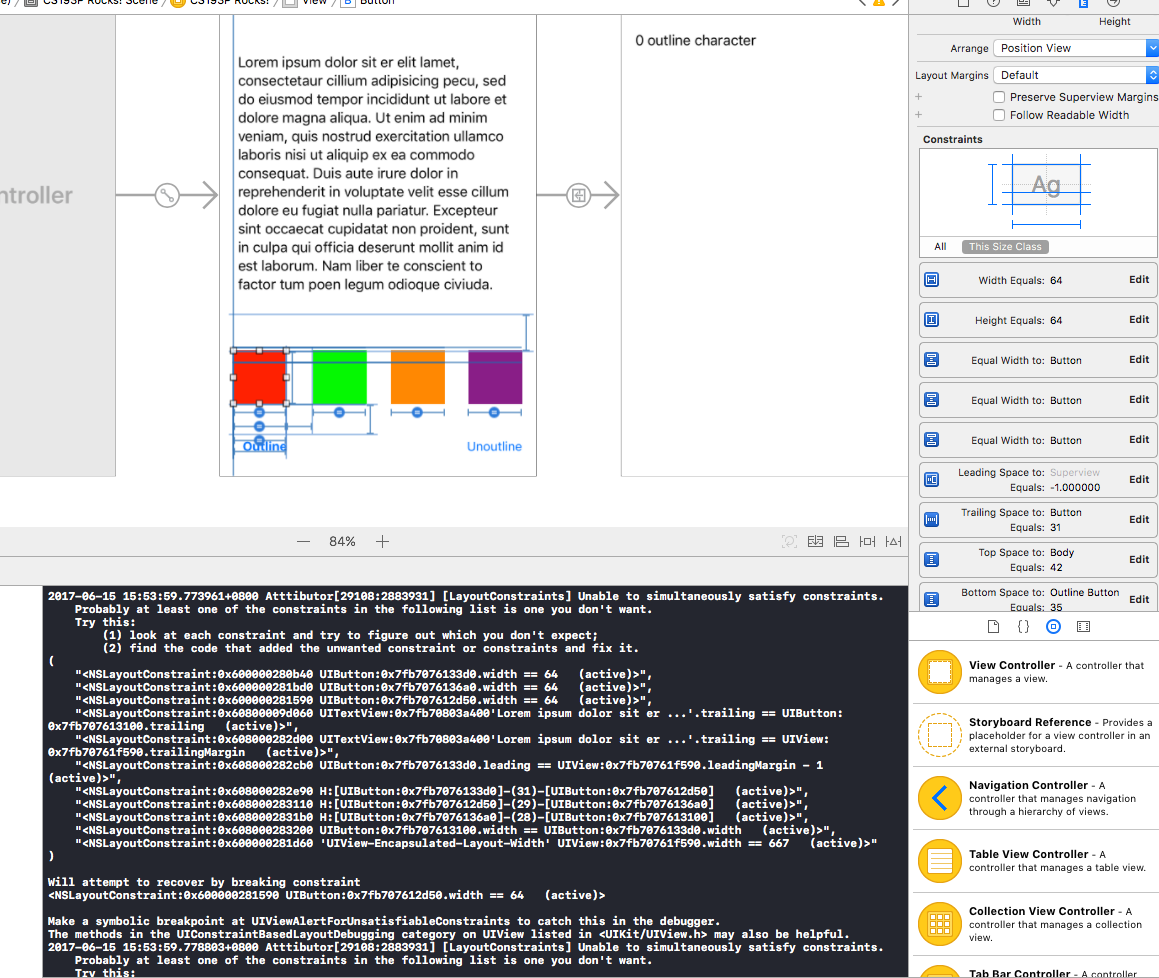 CS193P Rocks! Scene
CS193P Rocks!
View
B
Button
ntroller
Lorem ipsum dolor sit er elit lamet,
consectetaur cillium adipisicing pecu, sed
do eiusmod tempor incididunt ut labore et
dolore magna aliqua. Ut enim ad minim
veniam, quis nostrud exercitation ullamco
laboris nisi ut aliquip ex ea commodo
consequat. Duis aute irure dolor in
reprehenderit in voluptate velit esse cillum
dolore eu fugiat nulla pariatur. Excepteur
sint occaecat cupidatat non proident, sunt
in culpa qui officia deserunt mollit anim id
est laborum. Nam liber te conscient to
factor tum poen legum odioque civiuda.
Outline
Unoutline
0 outline character
84%
Width
Height
Arrange
Position View
Layout Margins
Default
+
Preserve Superview Margins
+
Follow Readable Width
Constraints
Ag
All
This Size Class
Width Equals: 64 Edit
Height Equals: 64 Edit
Equal Width to: Button Edit
Equal Width to: Button Edit
Equal Width to: Button Edit
Leading Space to: Superview
Equals: -1.000000 Edit
Trailing Space to: Button
Equals: 31 Edit
Top Space to: Body
Equals: 42 Edit
Bottom Space to: Outline Button
Equals: 35 Edit
View Controller - A controller that
manages a view.
Storyboard Reference - Provides a
placeholder for a view controller in an
external storyboard.
Navigation Controller - A
controller that manages navigation
through a hierarchy of views.
Table View Controller - A
controller that manages a table view.
Collection View Controller - A
controller that manages a collection
view.
Tab Bar Controller - A controller
2017-06-15 15:53:59.773961+0800 Atttibutor[29108:2883931] [LayoutConstraints] Unable to simultaneously satisfy constraints.
Probably at least one of the constraints in the following list is one you don't want.
Try this:
(1) look at each constraint and try to figure out which you don't expect;
(2) find the code that added the unwanted constraint or constraints and fix it.
(
"<NSLayoutConstraint:0x600000280b40 UIButton:0x7fb7076133d0.width == 64   (active)>",
"<NSLayoutConstraint:0x600000281bd0 UIButton:0x7fb7076136a0.width == 64   (active)>",
"<NSLayoutConstraint:0x600000281590 UIButton:0x7fb707612d50.width == 64   (active)>",
"<NSLayoutConstraint:0x60800009d060 UITextView:0x7fb70803a400'Lorem ipsum dolor sit er ...'.trailing == UIButton:
0x7fb707613100.trailing   (active)>",
"<NSLayoutConstraint:0x608000282d00 UITextView:0x7fb70803a400'Lorem ipsum dolor sit er ...'.trailing == UIView:
0x7fb70761f590.trailingMargin   (active)>",
"<NSLayoutConstraint:0x608000282cb0 UIButton:0x7fb7076133d0.leading == UIView:0x7fb70761f590.leadingMargin - 1
(active)>",
"<NSLayoutConstraint:0x608000282e90 H:[UIButton:0x7fb7076133d0]-(31)-[UIButton:0x7fb707612d50]   (active)>",
"<NSLayoutConstraint:0x608000283110 H:[UIButton:0x7fb707612d50]-(29)-[UIButton:0x7fb7076136a0]   (active)>",
"<NSLayoutConstraint:0x6080002831b0 H:[UIButton:0x7fb7076136a0]-(28)-[UIButton:0x7fb707613100]   (active)>",
"<NSLayoutConstraint:0x608000283200 UIButton:0x7fb707613100.width == UIButton:0x7fb7076133d0.width   (active)>",
"<NSLayoutConstraint:0x600000281d60 'UIView-Encapsulated-Layout-Width' UIView:0x7fb70761f590.width == 667   (active)>"
)
Will attempt to recover by breaking constraint
<NSLayoutConstraint:0x600000281590 UIButton:0x7fb707612d50.width == 64   (active)>
Make a symbolic breakpoint at UIViewAlertForUnsatisfiableConstraints to catch this in the debugger.
The methods in the UIConstraintBasedLayoutDebugging category on UIView listed in <UIKit/UIView.h> may also be helpful.
2017-06-15 15:53:59.778803+0800 Atttibutor[29108:2883931] [LayoutConstraints] Unable to simultaneously satisfy constraints.
Probably at least one of the constraints in the following list is one you don't want.
Try this: